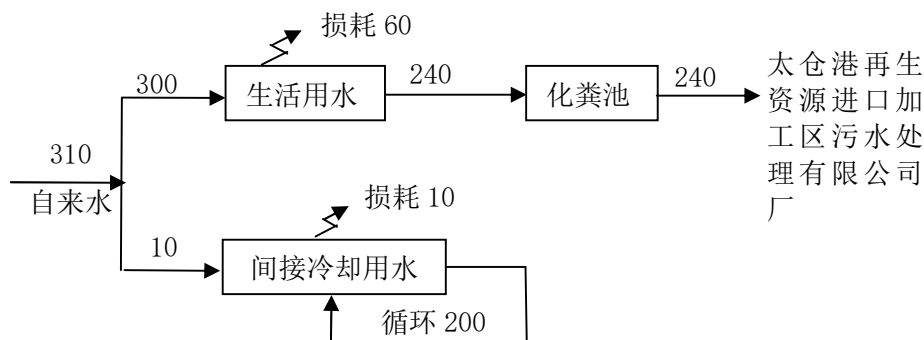 损耗 60
300
生活用水
240
化粪池
240
太仓港再生
资源进口加
工区污水处
理有限公司
厂
310
自来水
损耗 10
10
间接冷却用水
循环 200